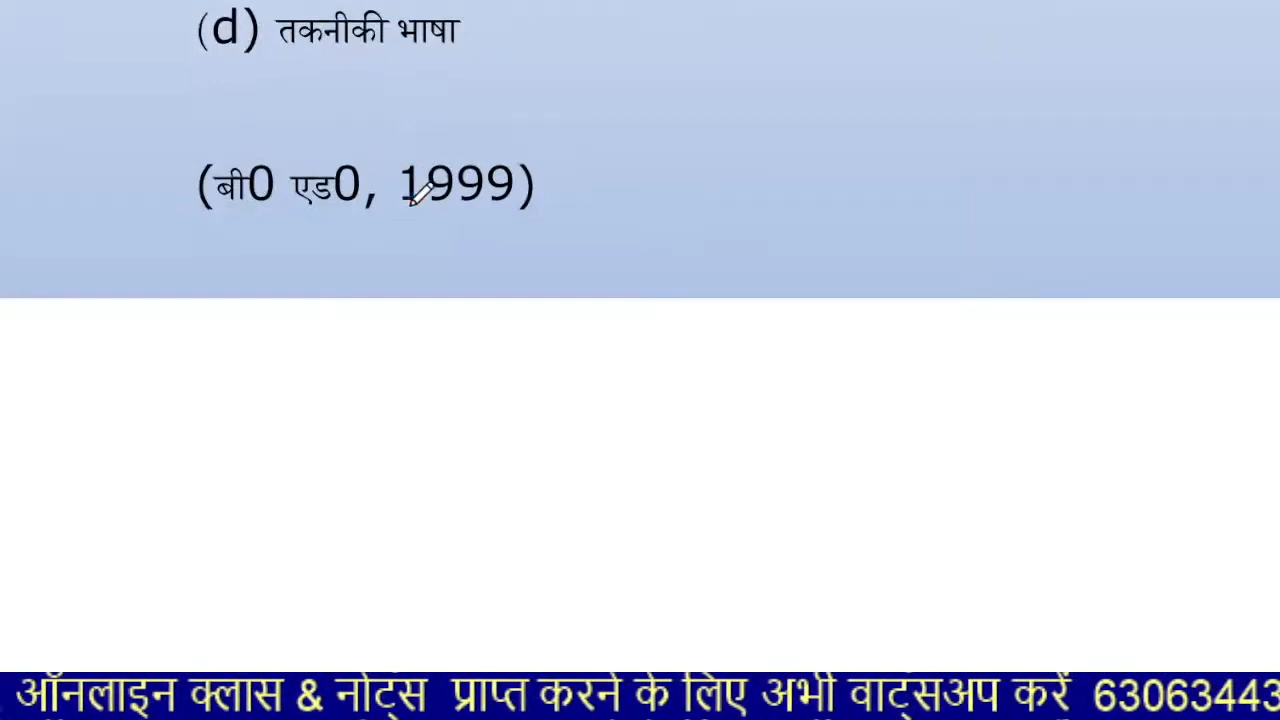 (d) तकनीकी भाषा
(बी0 एड0, 1999)
ऑनलाइन क्लास & नोट्स प्राप्त करने के लिए अभी वाट्सअप करें 63063443